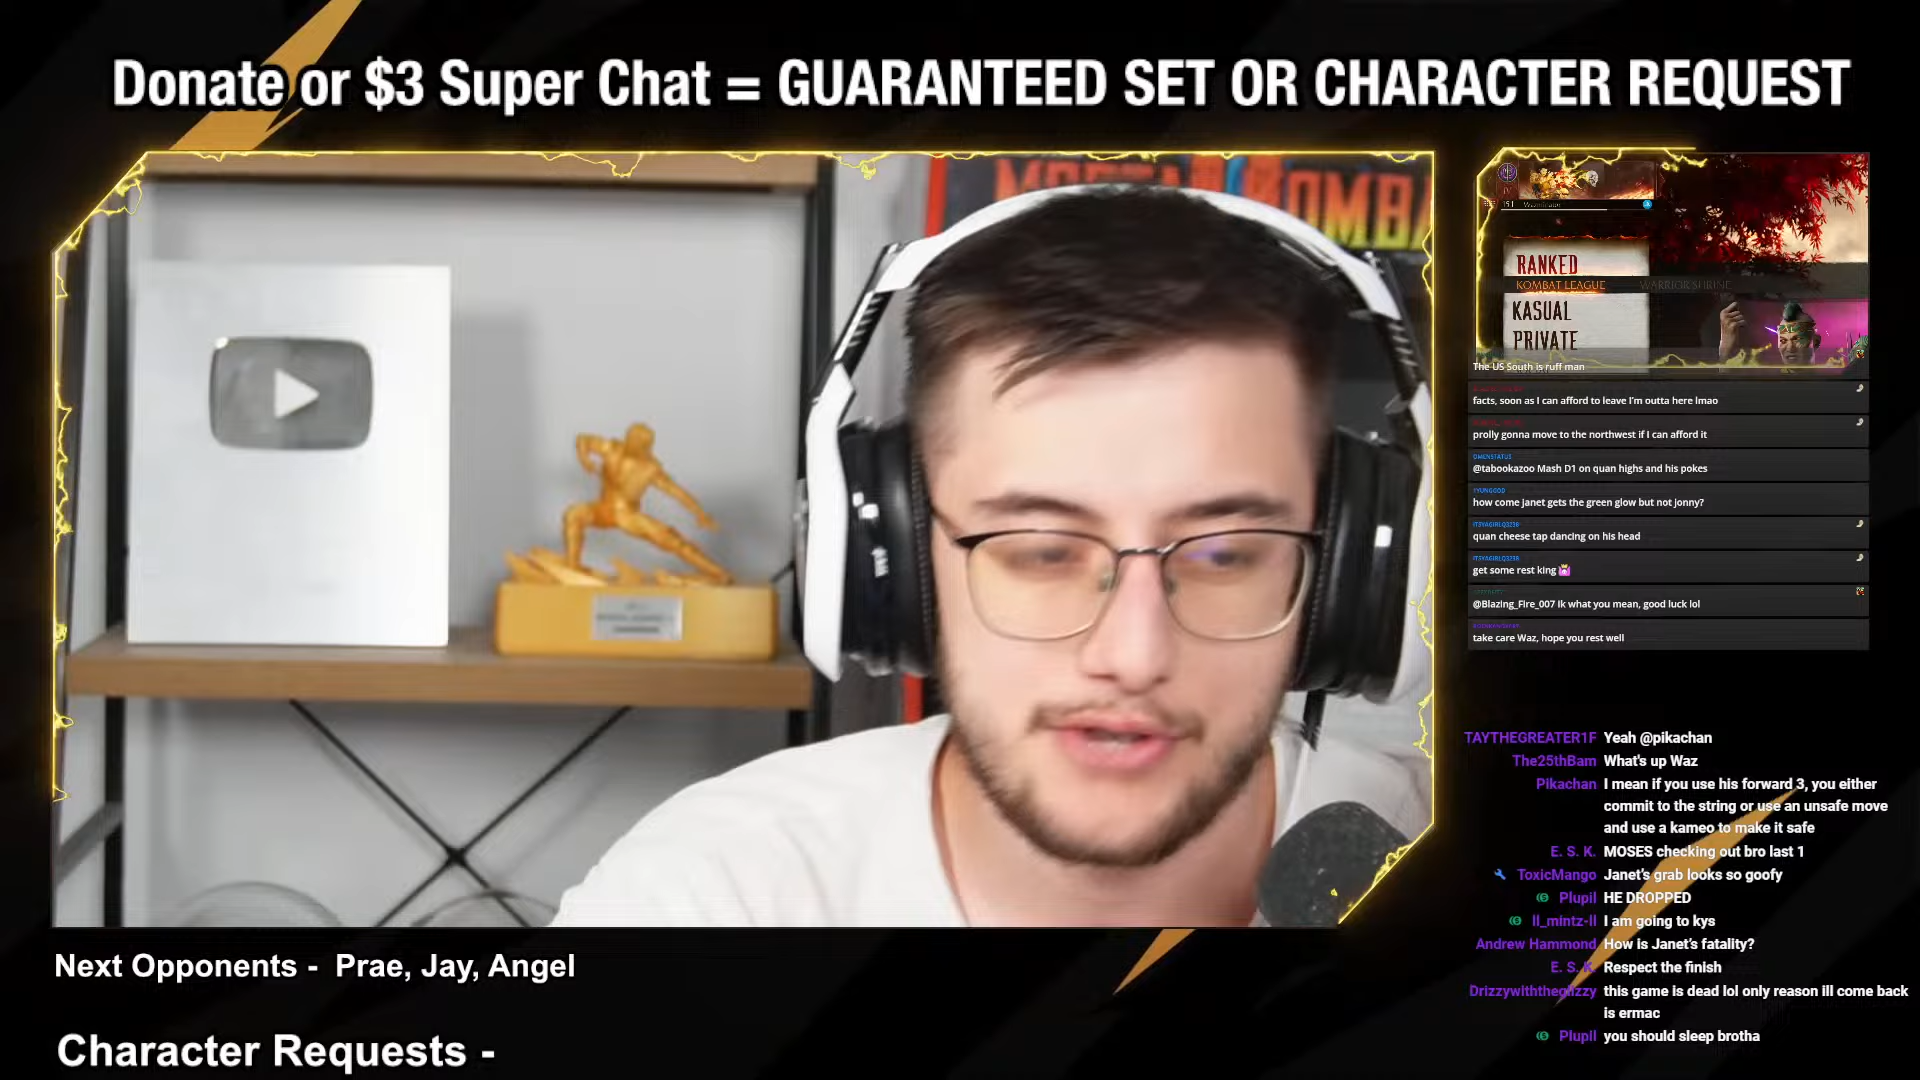 Donate or $3 Super Chat = GUARANTEED SET OR CHARACTER REQUEST
MORTAL KOMBA
151
RANKED
KOMBAT LEAGUE WARRIOR SHRINE
KASUAL
PRIVATE
The US South is ruff man
facts, soon as I can afford to leave I'm outta here lmao
prolly gonna move to the northwest if I can afford it
OMENSTATUS
@tabookazoo Mash D1 on quan highs and his pokes
YYUNGGOD
how come janet gets the green glow but not jonny?
ITSYAGIRLQ3238
quan cheese tap dancing on his head
ITSYAGIRLQ3238
get some rest king
@Blazing_Fire_007 ik what you mean, good luck lol
take care Waz, hope you rest well
TAYTHEGREATER1F Yeah @pikachan
The25thBam What's up Waz
Pikachan I mean if you use his forward 3, you either
commit to the string or use an unsafe move
and use a kameo to make it safe
E. S. K. MOSES checking out bro last 1
ToxicMango Janet's grab looks so goofy
Plupil HE DROPPED
ll_mintz-ll I am going to kys
Andrew Hammond How is Janet's fatality?
E. S. K. Respect the finish
Drizzywiththeglizzy this game is dead lol only reason ill come back
is ermac
Plupil you should sleep brotha
Next Opponents - Prae, Jay, Angel
Character Requests -